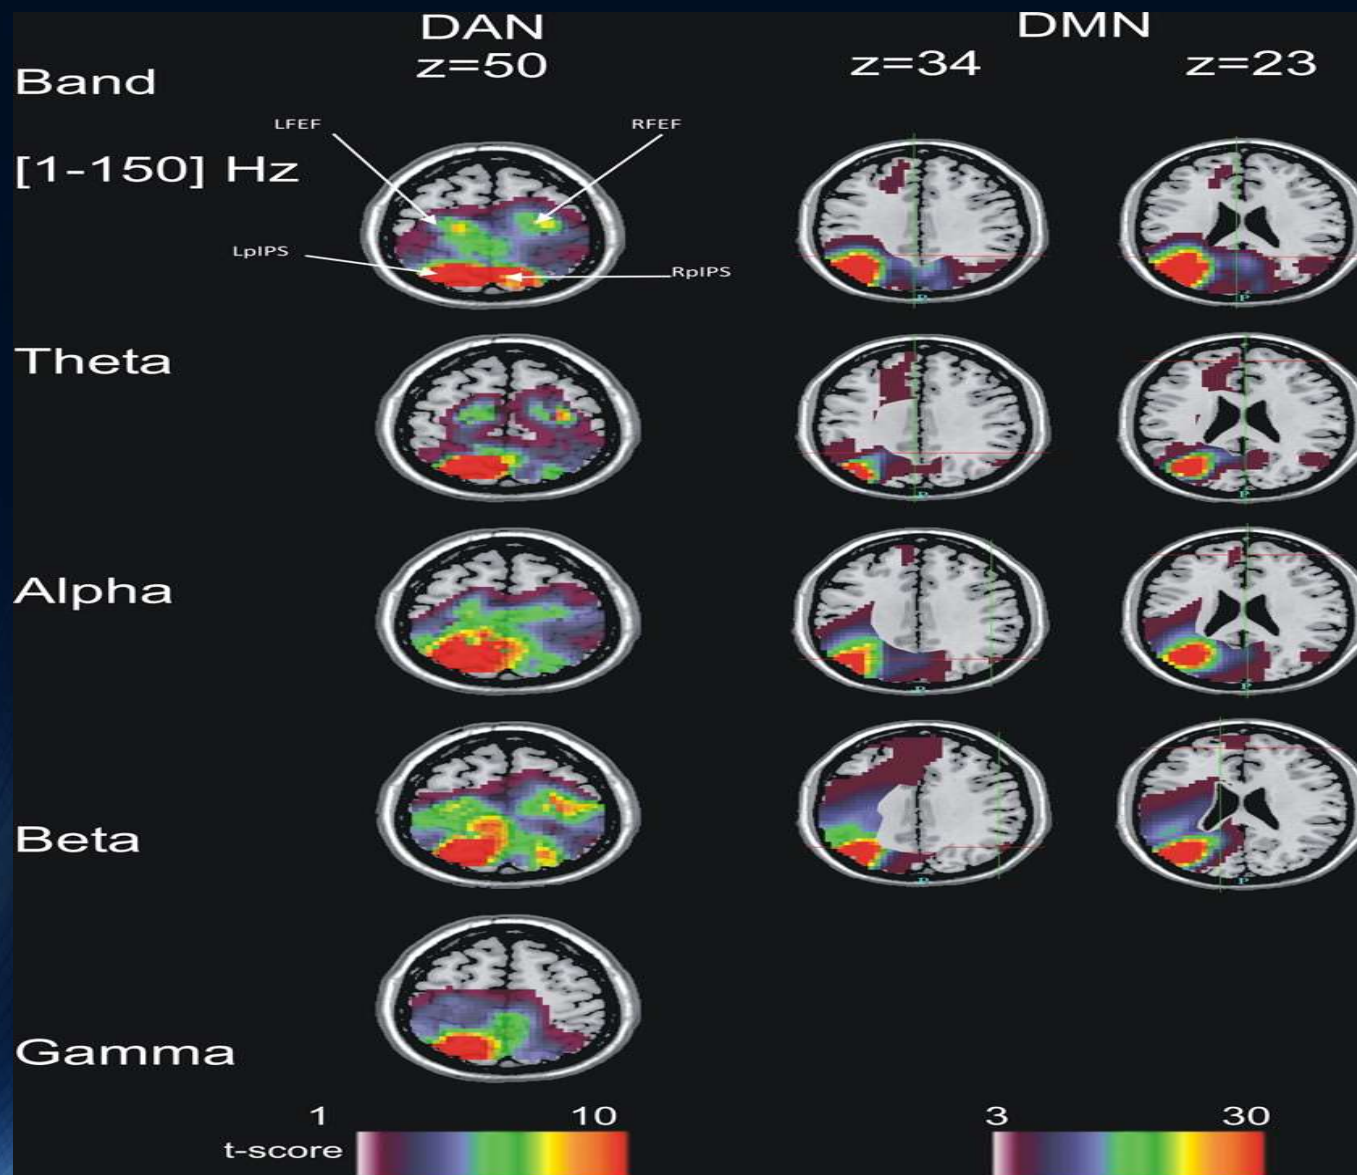 DAN
DMN
z=50
z=34
z=23
Band
LFEF
RFEF
[1-150] Hz
LpIPS
RpIPS
P
Theta
P
Alpha
P
Beta
P
Gamma
1
10
3
30
t-score